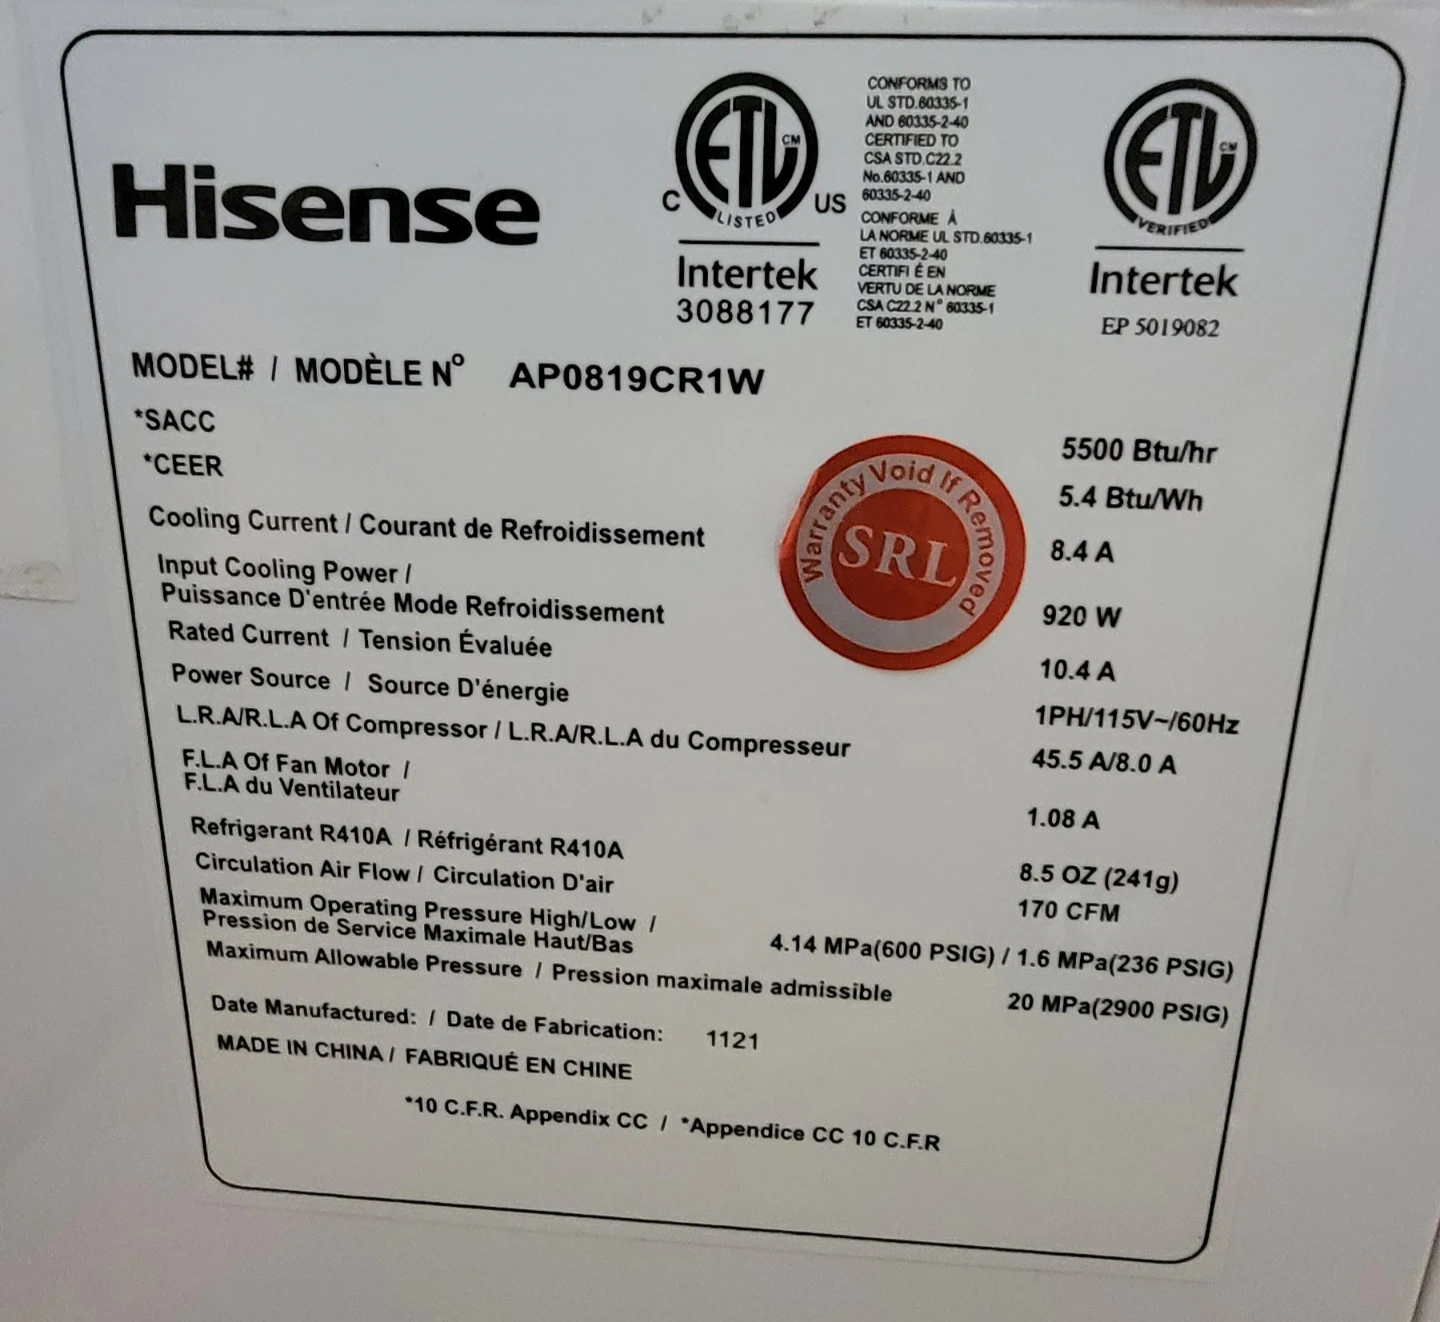 Hisense
C ETL CM LISTED US
Intertek
3088177
CONFORMS TO
UL STD.60335-1
AND 60335-2-40
CERTIFIED TO
CSA STD.C22.2
No.60335-1 AND
60335-2-40
CONFORME À
LA NORME UL STD.60335-1
ET 60335-2-40
CERTIFI É EN
VERTU DE LA NORME
CSA C22.2 N° 60335-1
ET 60335-2-40
ETL CM VERIFIED
Intertek
EP 5019082
MODEL# / MODÈLE Nº AP0819CR1W
*SACC 5500 Btu/hr
*CEER 5.4 Btu/Wh
Warranty Void If Removed
SRL
Cooling Current / Courant de Refroidissement 8.4 A
Input Cooling Power /
Puissance D'entrée Mode Refroidissement 920 W
Rated Current / Tension Évaluée 10.4 A
Power Source / Source D'énergie 1PH/115V~/60Hz
L.R.A/R.L.A Of Compressor / L.R.A/R.L.A du Compresseur 45.5 A/8.0 A
F.L.A Of Fan Motor /
F.L.A du Ventilateur 1.08 A
Refrigerant R410A / Réfrigérant R410A 8.5 OZ (241g)
Circulation Air Flow / Circulation D'air 170 CFM
Maximum Operating Pressure High/Low /
Pression de Service Maximale Haut/Bas 4.14 MPa(600 PSIG) / 1.6 MPa(236 PSIG)
Maximum Allowable Pressure / Pression maximale admissible 20 MPa(2900 PSIG)
Date Manufactured: / Date de Fabrication: 1121
MADE IN CHINA / FABRIQUÉ EN CHINE
*10 C.F.R. Appendix CC / *Appendice CC 10 C.F.R